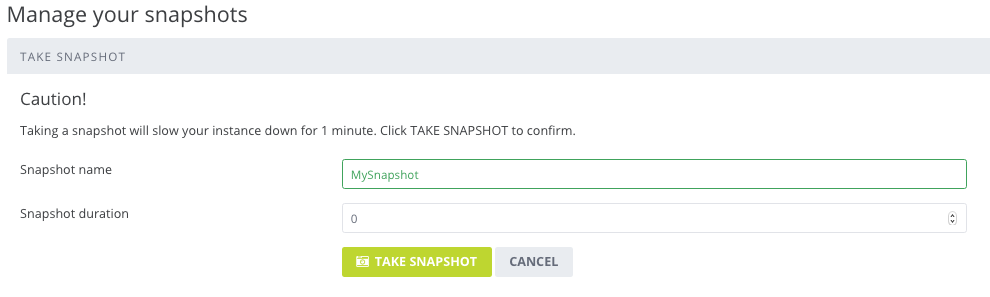 Manage your snapshots
TAKE SNAPSHOT
Caution!
Taking a snapshot will slow your instance down for 1 minute. Click TAKE SNAPSHOT to confirm.
Snapshot name
MySnapshot
Snapshot duration
0
TAKE SNAPSHOT
CANCEL